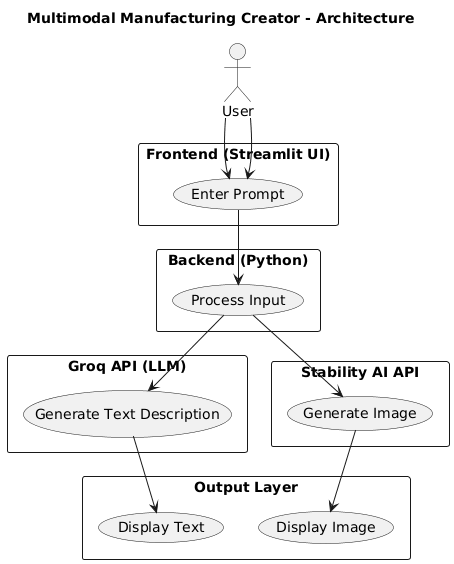 Multimodal Manufacturing Creator - Architecture
User
Frontend (Streamlit UI)
Enter Prompt
Backend (Python)
Process Input
Groq API (LLM)
Stability AI API
Generate Text Description
Generate Image
Output Layer
Display Text
Display Image